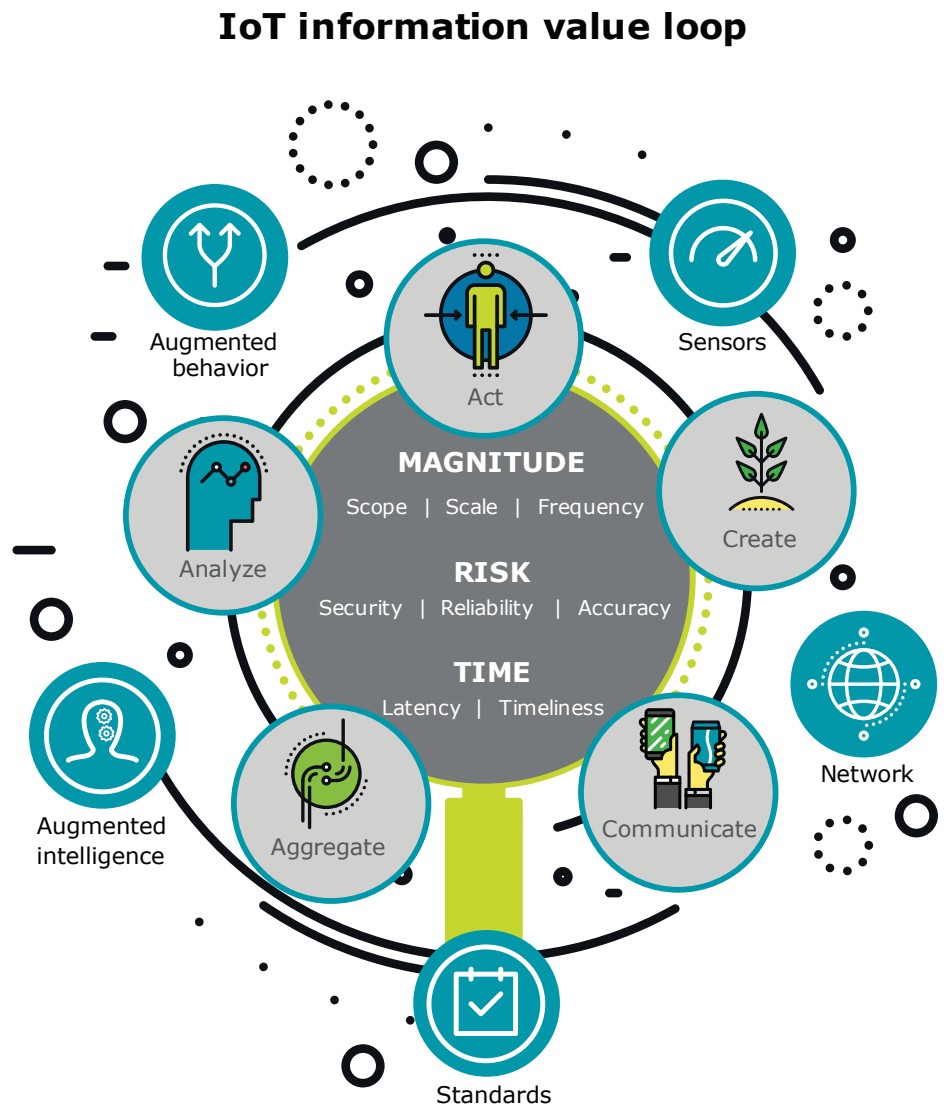 IoT information value loop
Augmented
behavior
Sensors
Act
MAGNITUDE
Scope | Scale | Frequency
Analyze
Create
RISK
Security | Reliability | Accuracy
TIME
Latency | Timeliness
Network
Augmented
intelligence
Aggregate
Communicate
Standards